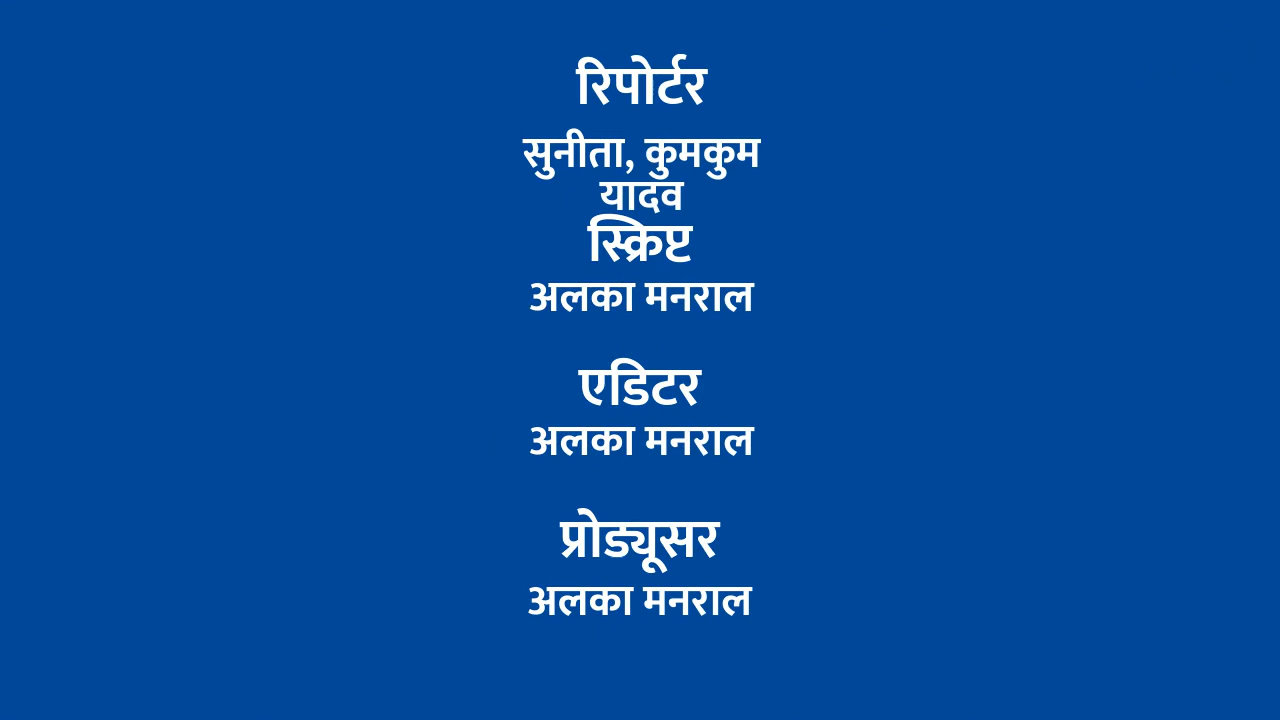 रिपोर्टर
सुनीता, कुमकुम
यादव
स्क्रिप्ट
अलका मनराल
एडिटर
अलका मनराल
प्रोड्यूसर
अलका मनराल